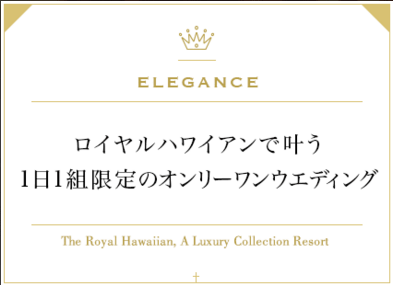 ELEGANCE
ロイヤルハワイアンで叶う
1日1組限定のオンリーワンウエディング
The Royal Hawaiian, A Luxury Collection Resort